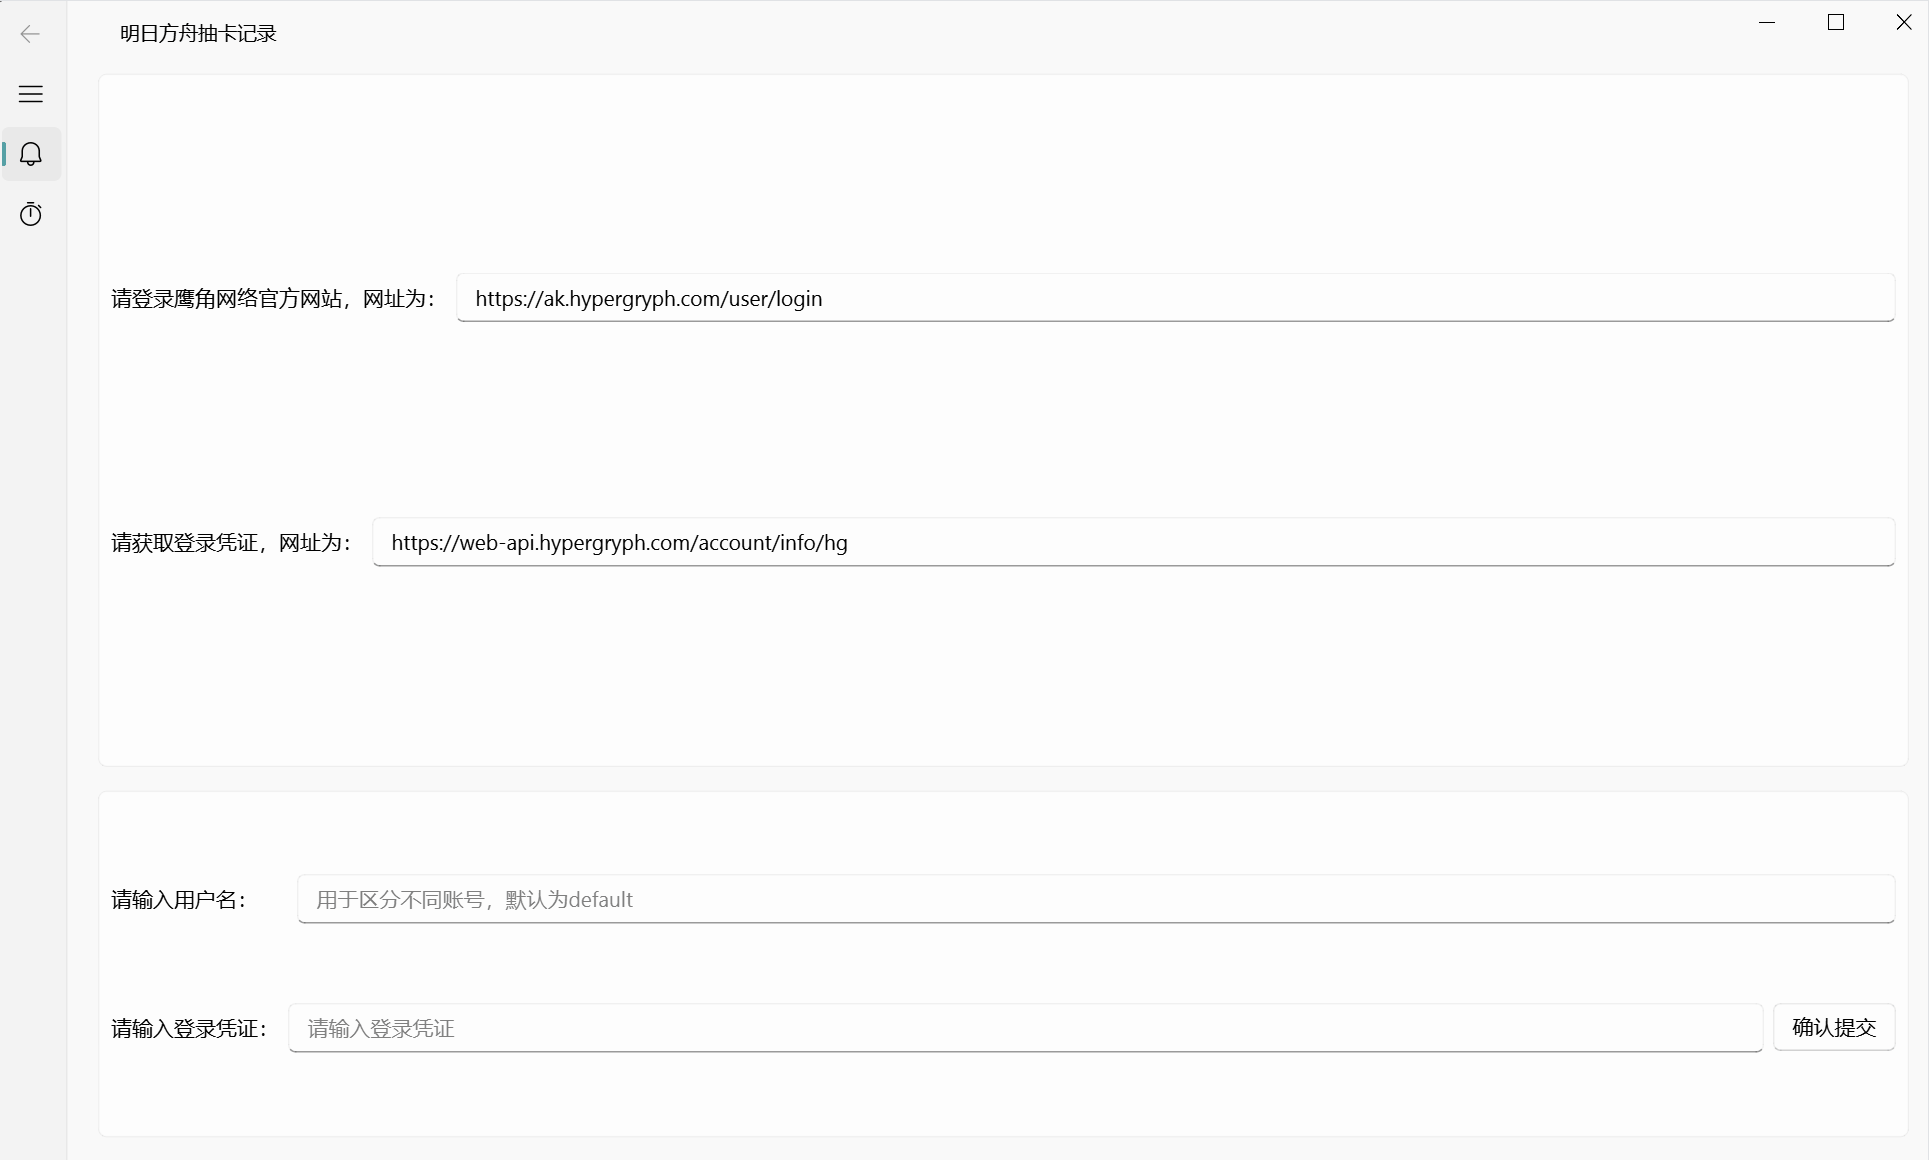 明日方舟抽卡记录
请登录鹰角网络官方网站，网址为： https://ak.hypergryph.com/user/login
请获取登录凭证，网址为： https://web-api.hypergryph.com/account/info/hg
请输入用户名： 用于区分不同账号，默认为default
请输入登录凭证： 请输入登录凭证 确认提交